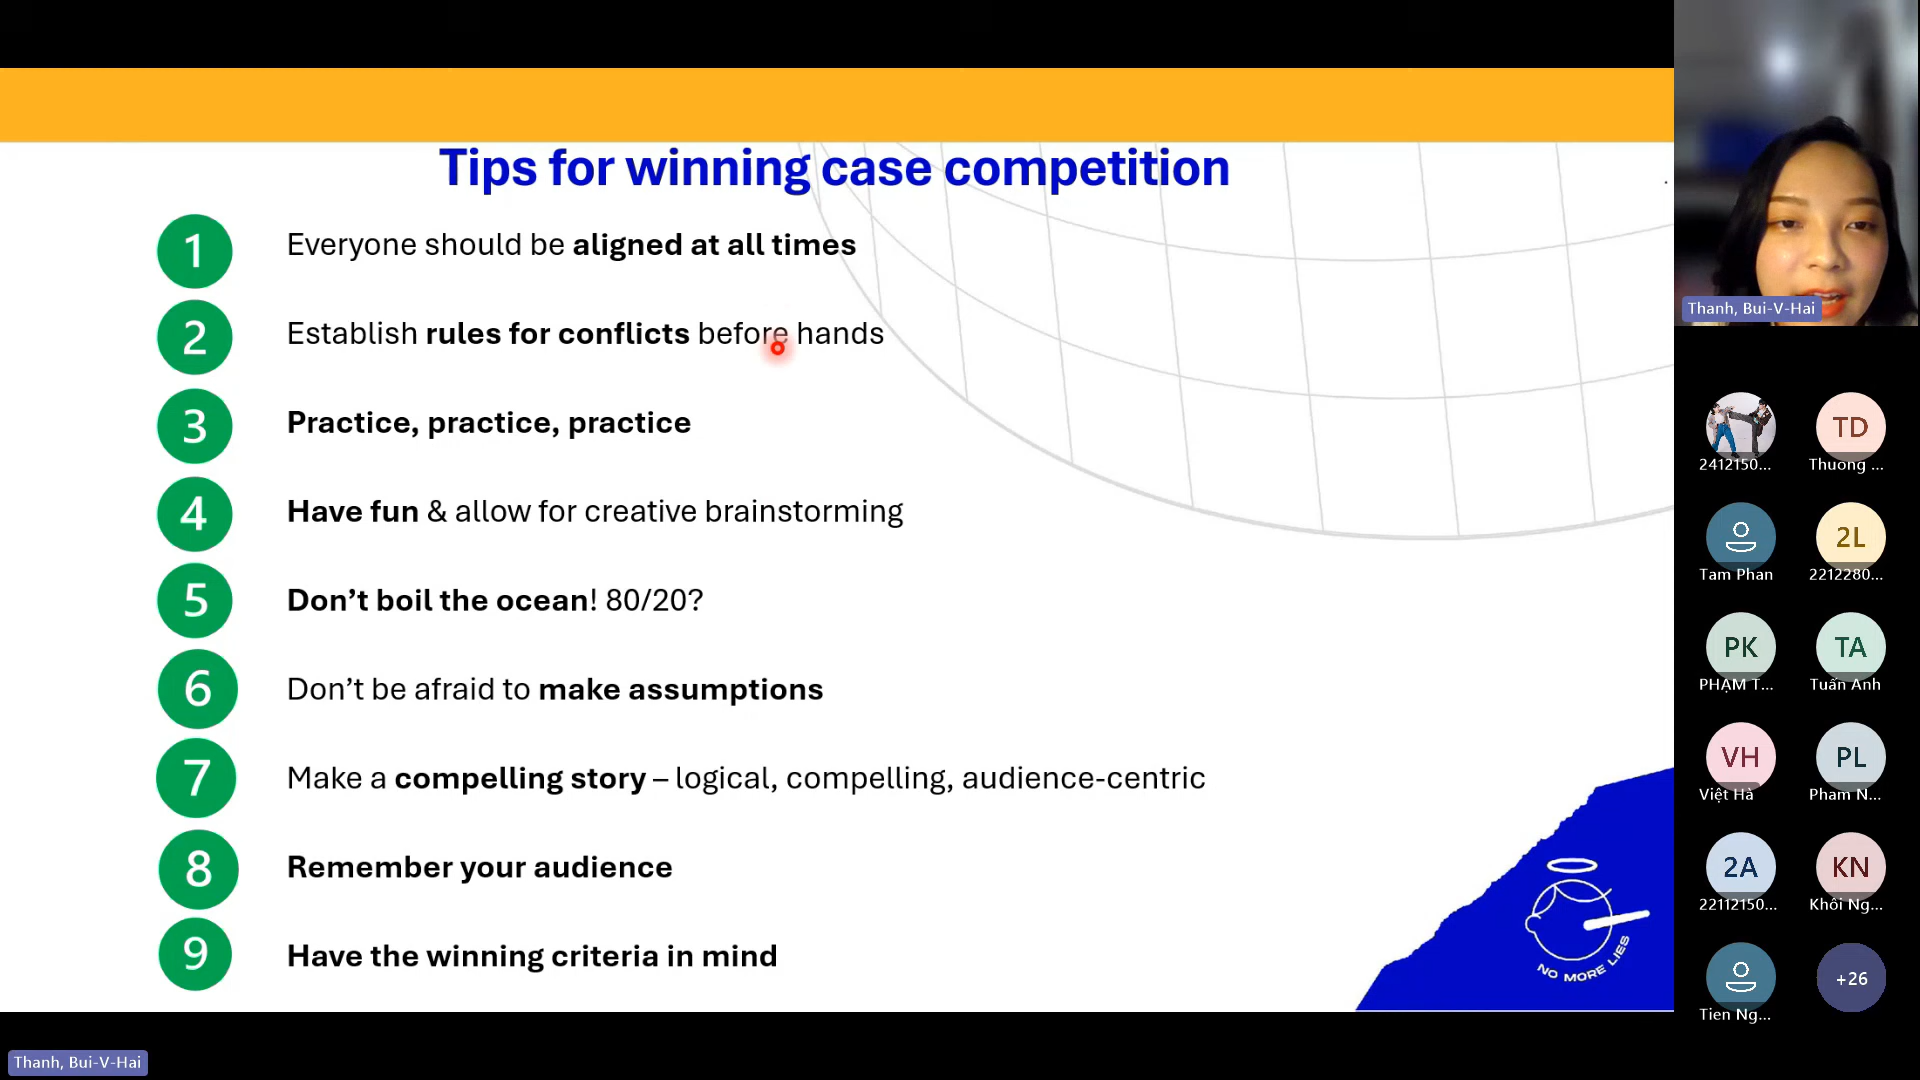 Tips for winning case competition
1 Everyone should be aligned at all times
2 Establish rules for conflicts before hands
3 Practice, practice, practice
4 Have fun & allow for creative brainstorming
5 Don’t boil the ocean! 80/20?
6 Don’t be afraid to make assumptions
7 Make a compelling story – logical, compelling, audience-centric
8 Remember your audience
9 Have the winning criteria in mind
NO MORE LIES
Thanh, Bui-V-Hai
Thanh, Bui-V-Hai
2412150...
TD
Thuong ...
Tam Phan
2L
2212280...
PK
PHẠM T...
TA
Tuấn Anh
VH
Việt Hà
PL
Pham N...
2A
22112150...
KN
Khôi Ng...
Tien Ng...
+26